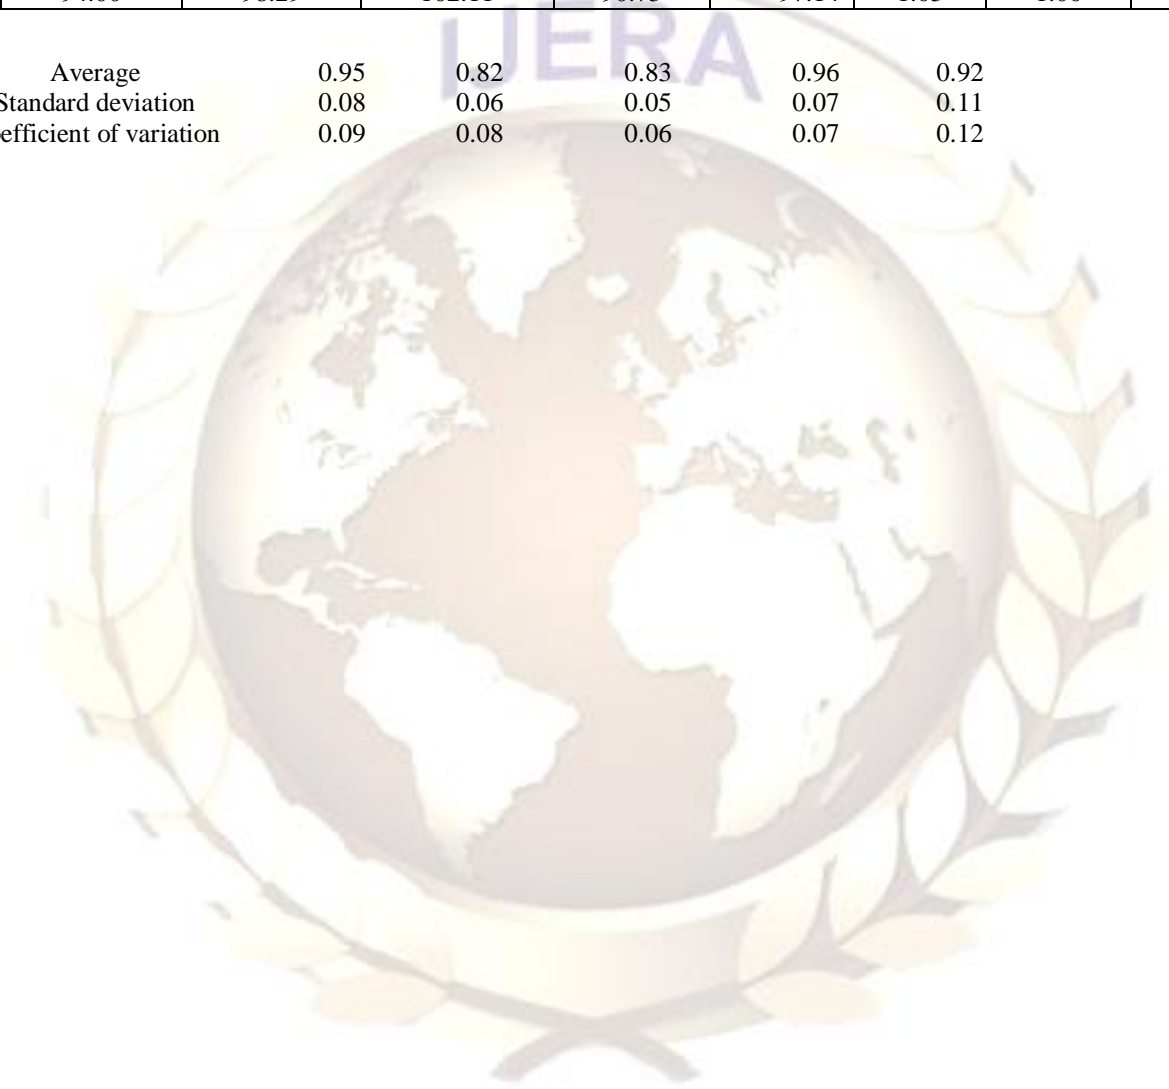 IJERA
Average 0.95 0.82 0.83 0.96 0.92
Standard deviation 0.08 0.06 0.05 0.07 0.11
efficient of variation 0.09 0.08 0.06 0.07 0.12